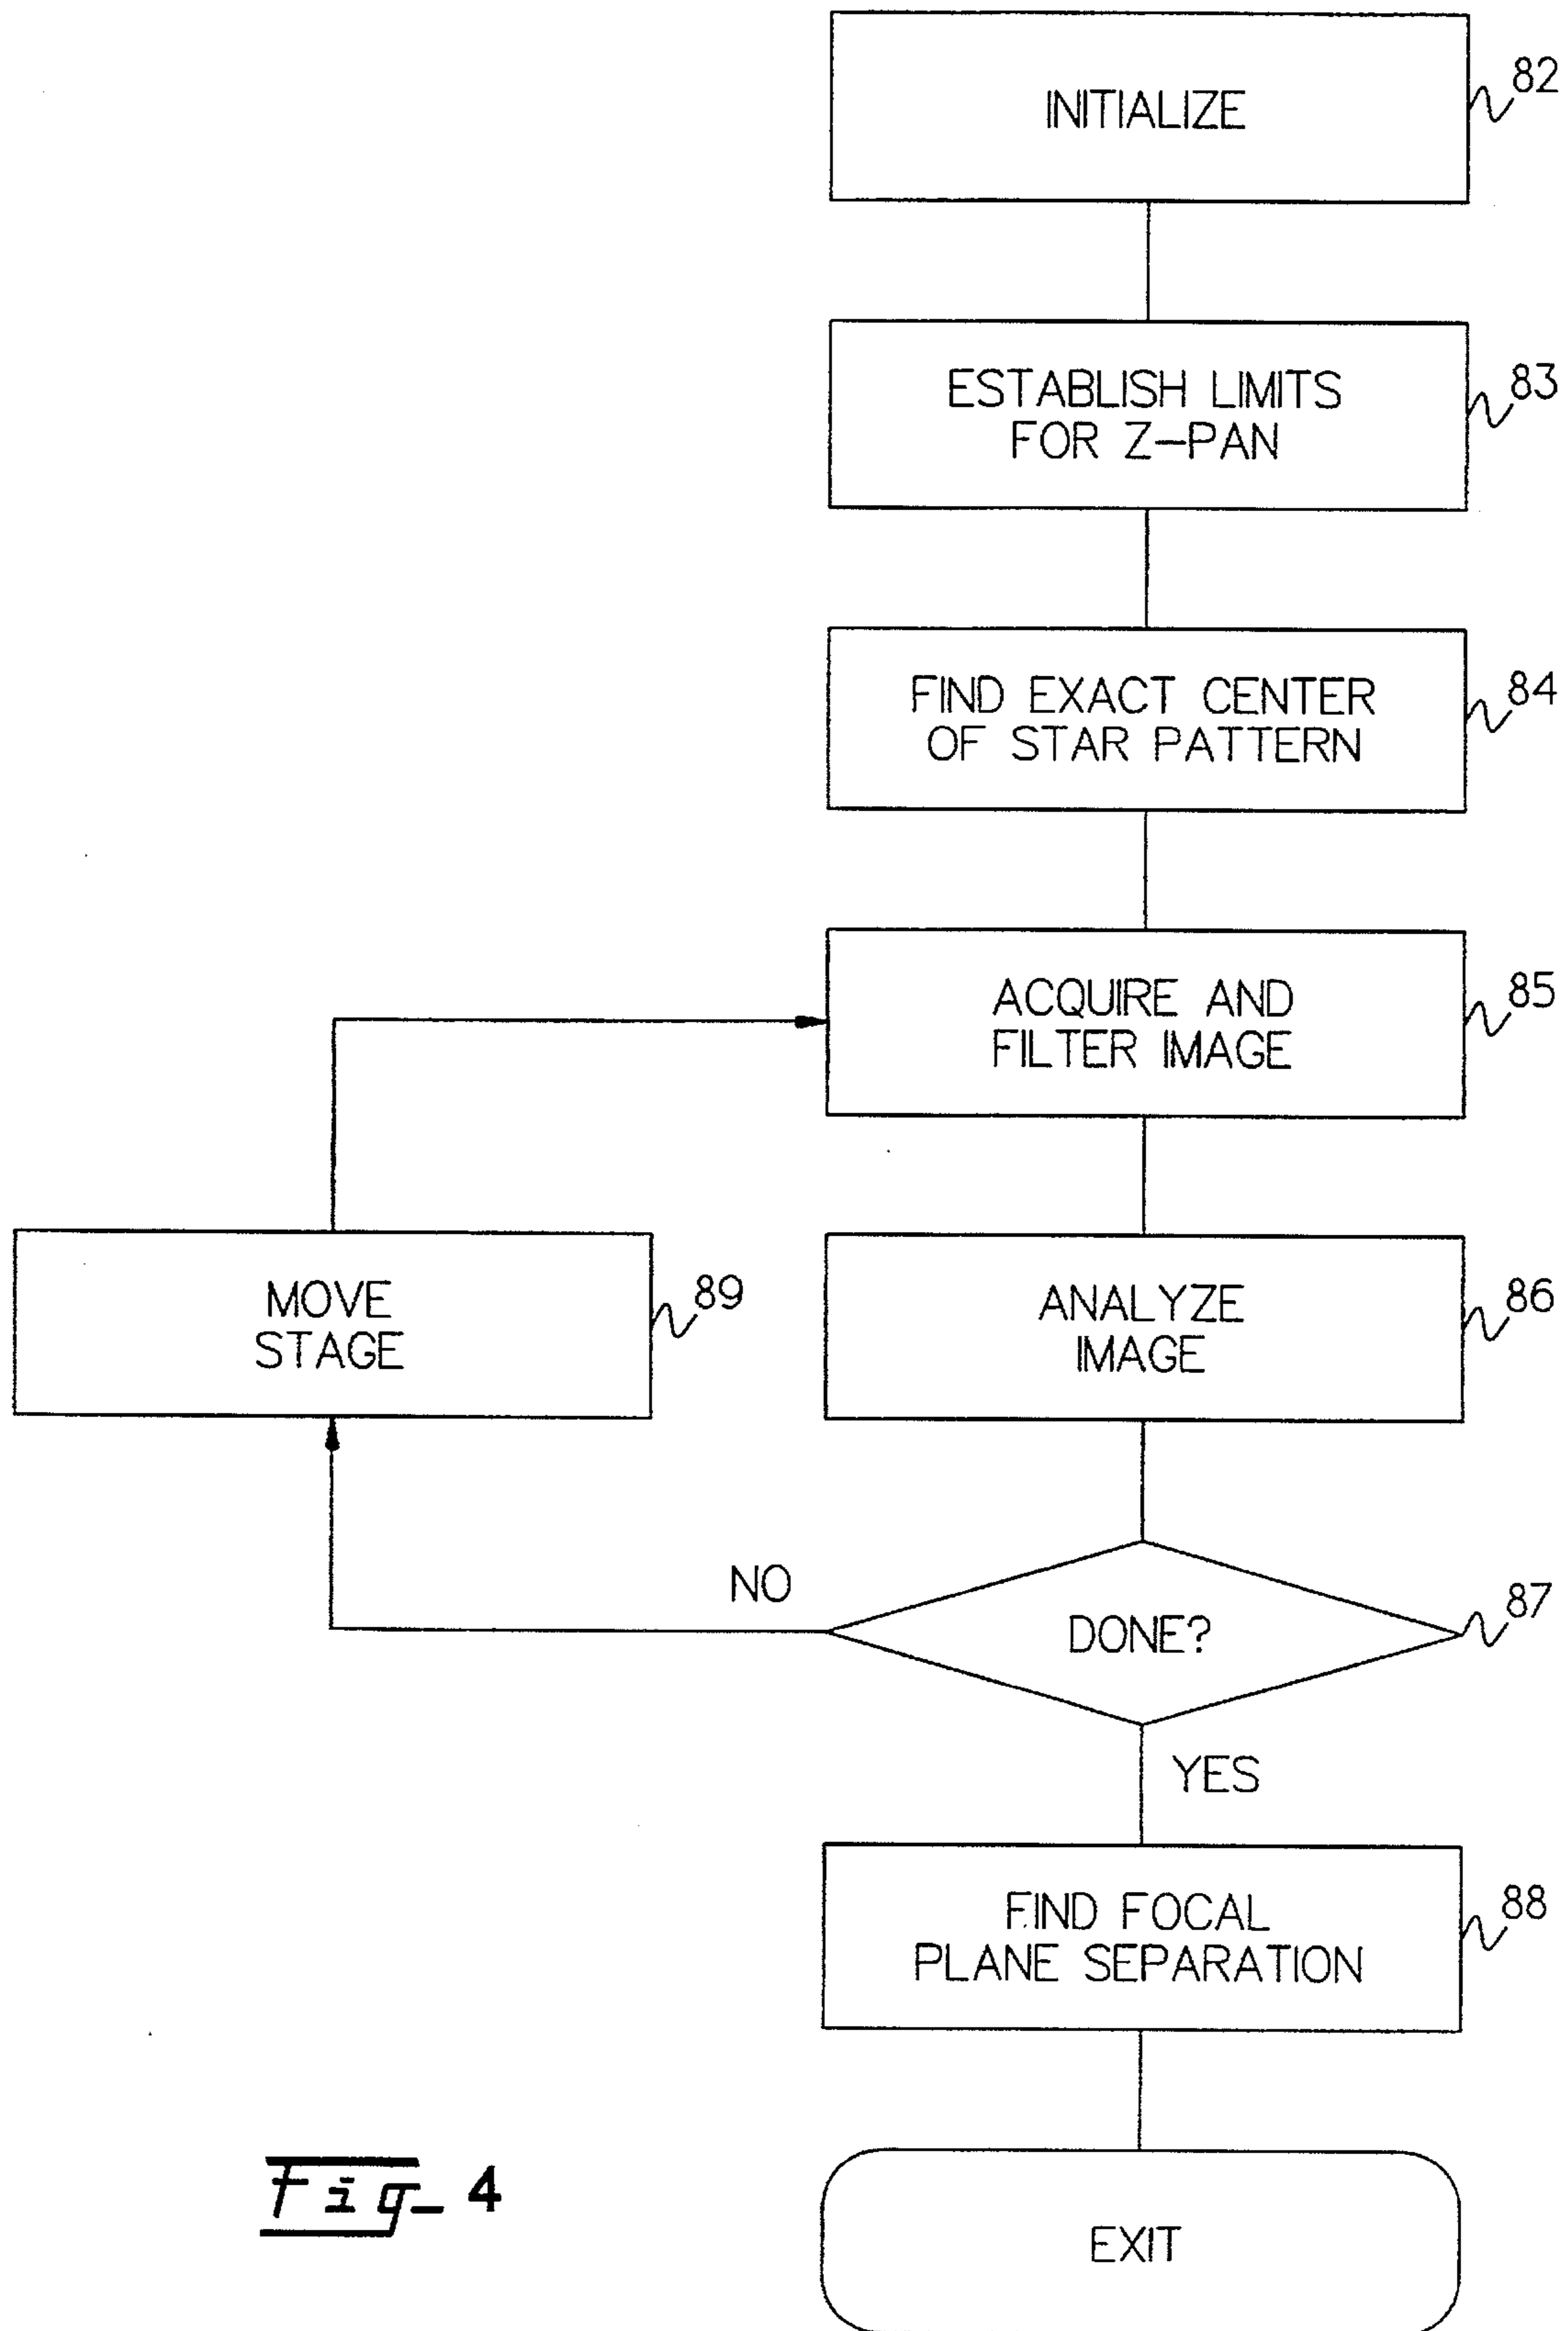 INITIALIZE
82
ESTABLISH LIMITS
FOR Z-PAN
83
FIND EXACT CENTER
OF STAR PATTERN
84
ACQUIRE AND
FILTER IMAGE
85
MOVE
STAGE
89
ANALYZE
IMAGE
86
NO
DONE?
87
YES
FIND FOCAL
PLANE SEPARATION
88
EXIT
Fig_ 4